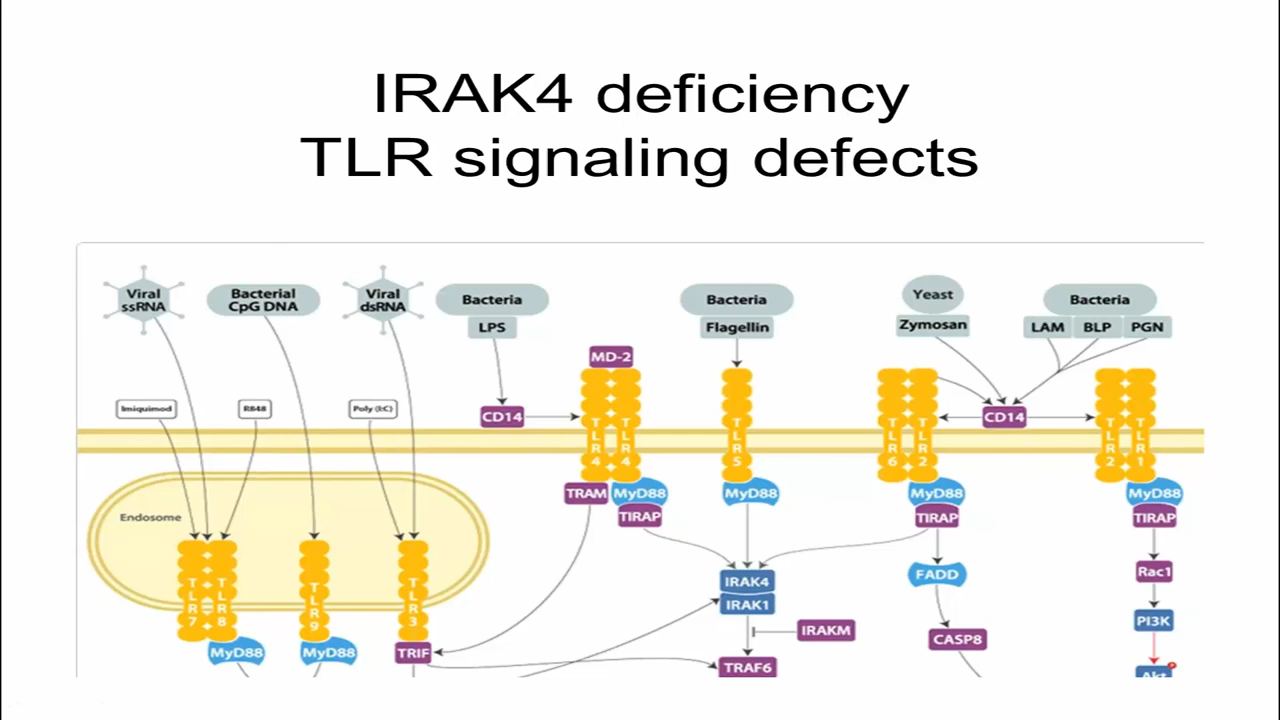 IRAK4 deficiency
TLR signaling defects
Viral
ssRNA
Bacterial
CpG DNA
Viral
dsRNA
Bacteria
LPS
Bacteria
Flagellin
Yeast
Zymosan
Bacteria
LAM BLP PGN
MD-2
Imiquimod
R848
Poly (I:C)
CD14
CD14
TLR4
TLR4
TLR5
TLR6
TLR2
TLR2
TLR1
TRAM
MyD88
TIRAP
MyD88
MyD88
TIRAP
MyD88
TIRAP
Endosome
TLR7
TLR8
TLR9
TLR3
IRAK4
IRAK1
FADD
Rac1
PI3K
IRAKM
CASP8
MyD88
MyD88
TRIF
TRAF6
Akt